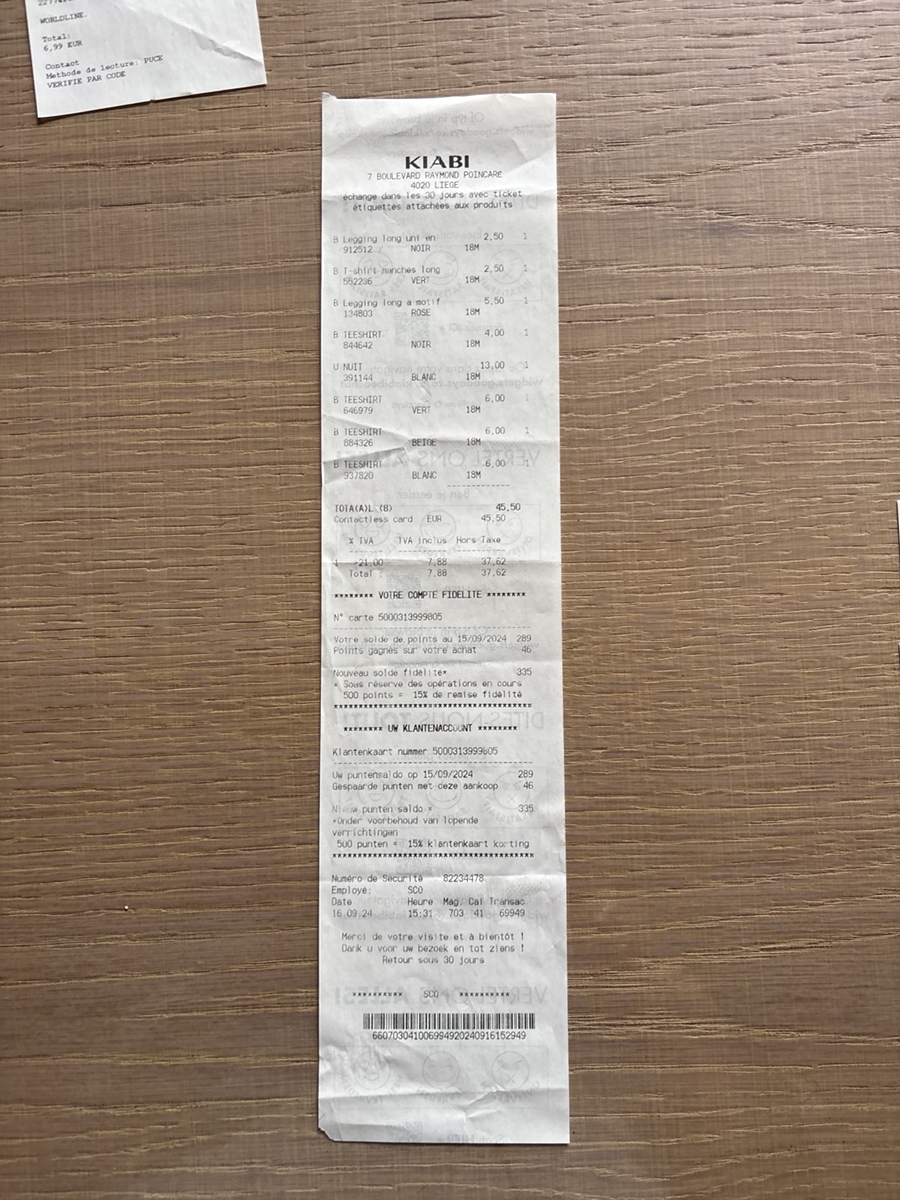 WORLDLINE.
Total:
6,99 EUR
Contact
Methode de lecture: PUCE
VERIFIE PAR CODE
KIABI
7 BOULEVARD RAYMOND POINCARE
4020 LIEGE
échange dans les 30 jours avec ticket
étiquettes attachées aux produits
B Legging long uni en 2,50 1
912512 NOIR 18M
B T-shirt manches long 2,50 1
552236 VERT 18M
B Legging long a motif 5,50 1
134803 ROSE 18M
B TEESHIRT 4,00 1
844642 NOIR 18M
U NUIT 13,00 1
391144 BLANC 18M
B TEESHIRT 6,00 1
646979 VERT 18M
B TEESHIRT 6,00 1
884326 BEIGE 18M
B TEESHIRT 6,00 1
937820 BLANC 18M
------------
TOTA(A)L (8) 45,50
Contactless card EUR 45,50
% TVA TVA inclus Hors Taxe
1 21,00 7,88 37,62
Total : 7,88 37,62
******** VOTRE COMPTE FIDELITE ********
N° carte 5000313999805
Votre solde de points au 15/09/2024 289
Points gagnés sur votre achat 46
Nouveau solde fidélité* 335
* Sous réserve des opérations en cours
500 points = 15% de remise fidélité
****************************************
******** UW KLANTENACCOUNT ********
Klantenkaart nummer 5000313999805
Uw puntensaldo op 15/09/2024 289
Gespaarde punten met deze aankoop 46
Nieuw punten saldo * 335
*Onder voorbehoud van lopende
verrichtingen
500 punten = 15% klantenkaart korting
****************************************
Numéro de Sécurité 82234478
Employé: SCO
Date Heure Mag. Cai Transac
16.09.24 15:31 703 41 69949
Merci de votre visite et à bientôt !
Dank u voor uw bezoek en tot ziens !
Retour sous 30 jours
********** SCO **********
6607030410069949202409161 52949